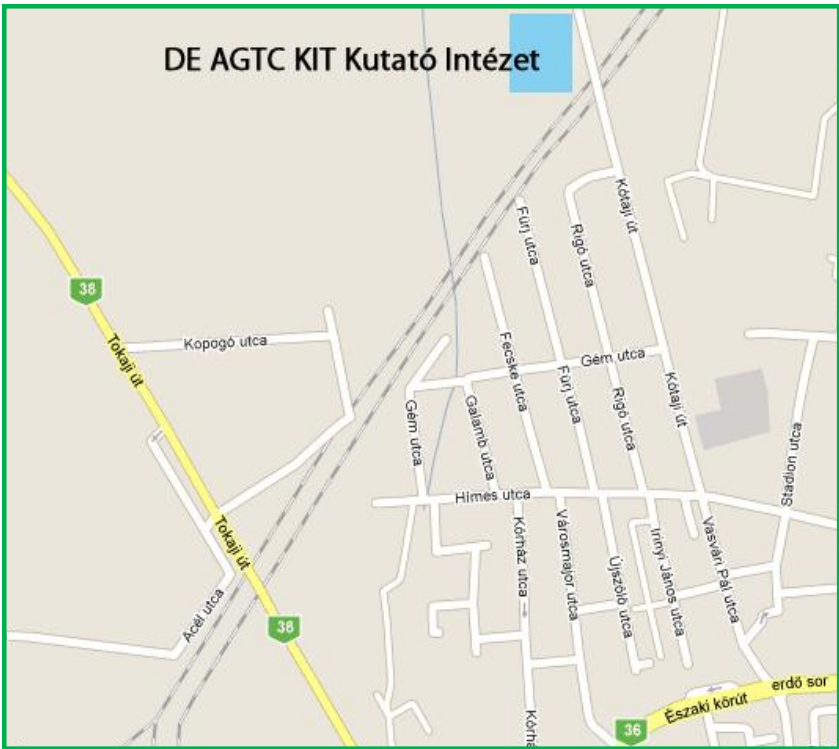 DE AGTC KIT Kutató Intézet
Kótaji út
Fürj utca
Rigó utca
38
Tokaji út
Kopogó utca
Fecske utca
Gém utca
Fürj utca
Rigó utca
Kótaji út
Gém utca
Galamb utca
Stadion utca
Hímes utca
Tokaji út
Kórház utca
Városmajor utca
Újszőlő utca
Irinyi János utca
Vasvári Pál utca
Acél utca
38
erdő sor
Északi körút
36
Kórhá